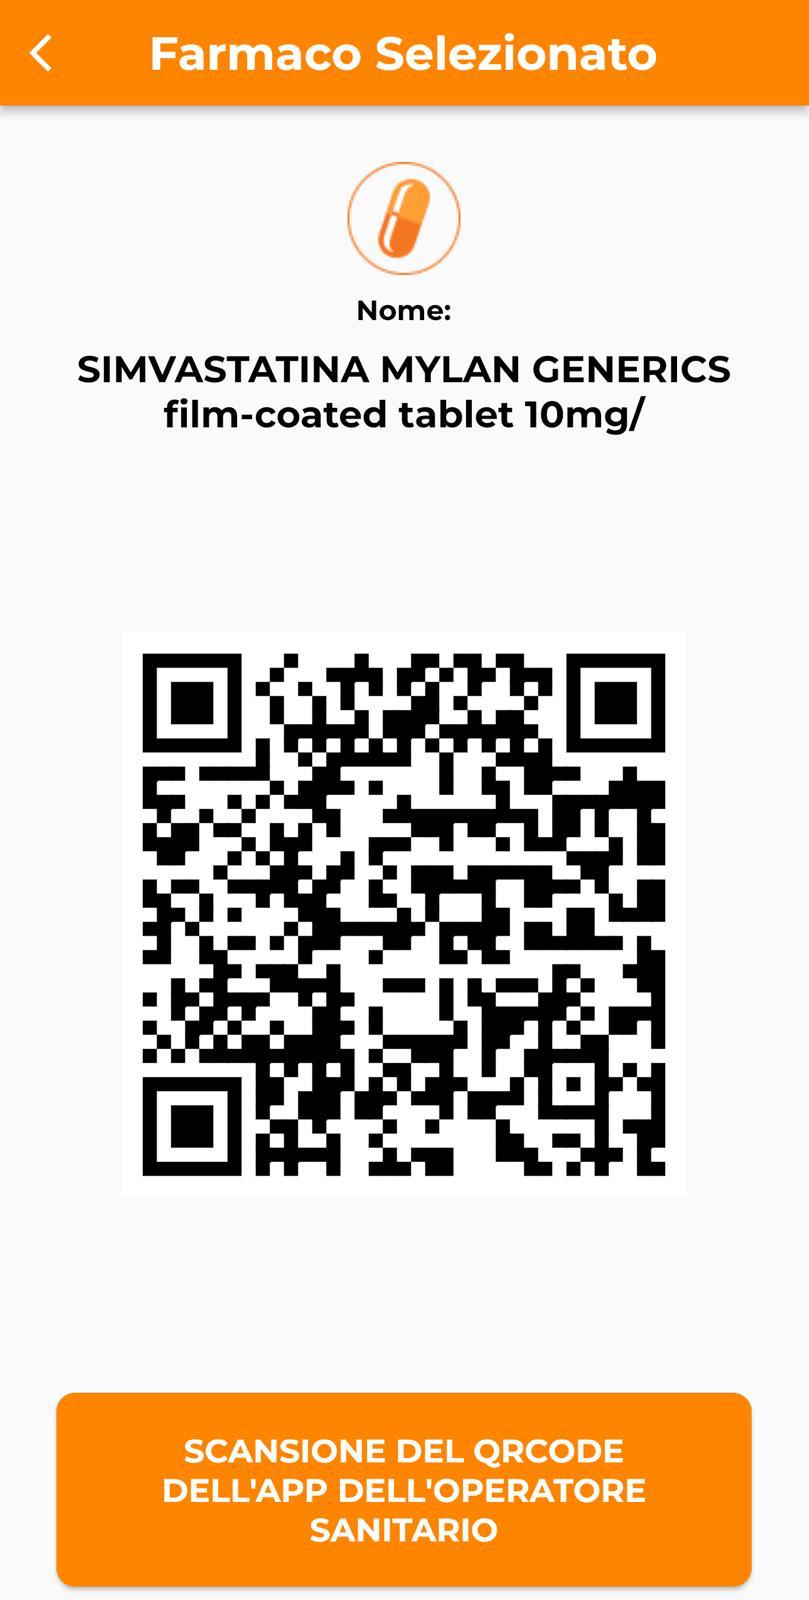 Farmaco Selezionato
Nome:
SIMVASTATINA MYLAN GENERICS
film-coated tablet 10mg/
SCANSIONE DEL QRCODE
DELL'APP DELL'OPERATORE
SANITARIO